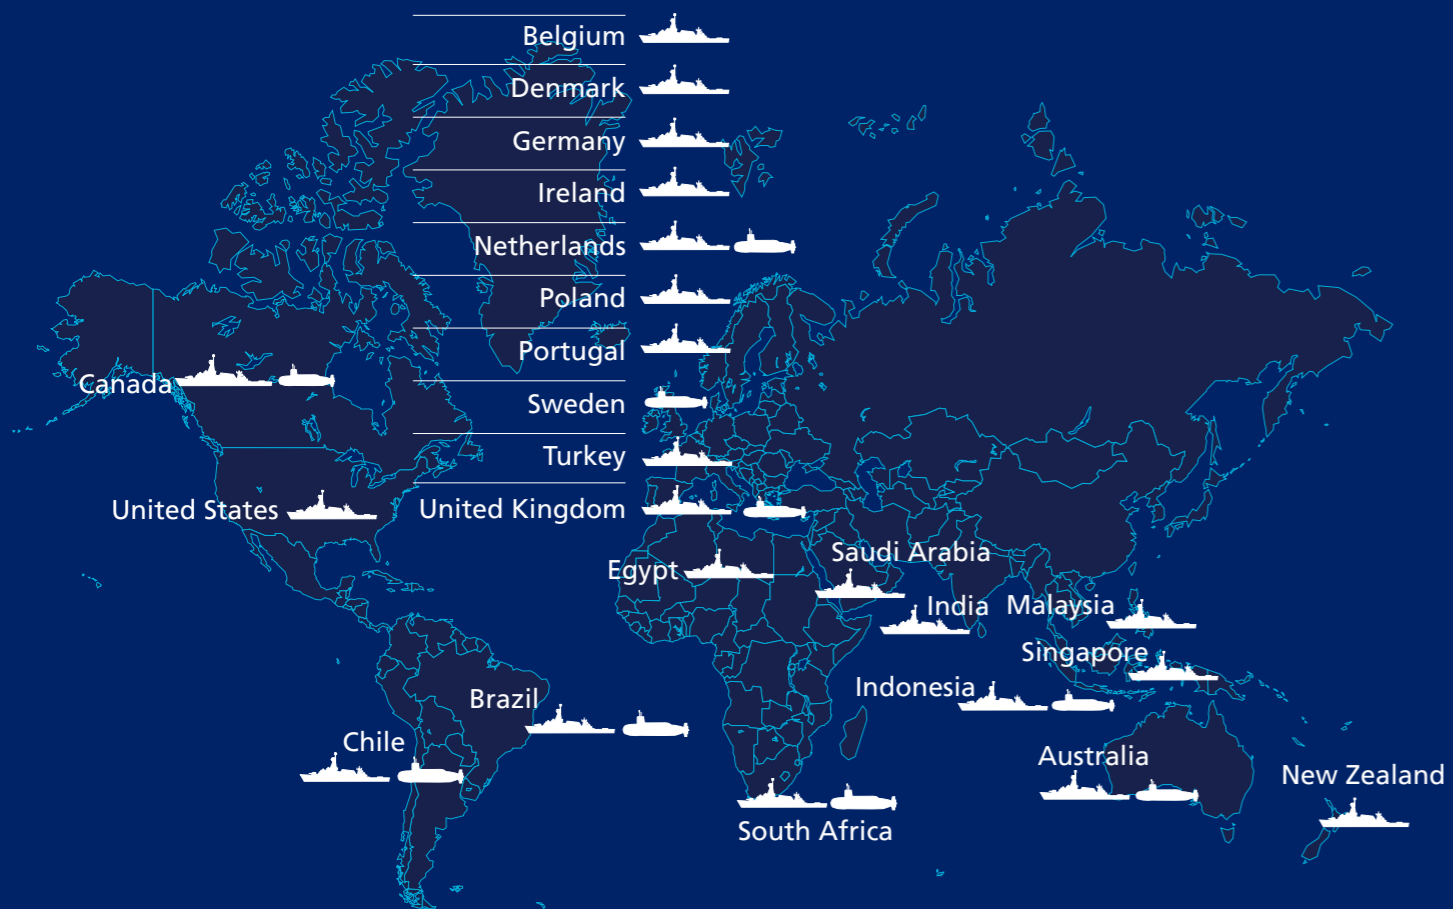 Belgium
Denmark
Germany
Ireland
Netherlands
Poland
Portugal
Canada
Sweden
Turkey
United States
United Kingdom
Saudi Arabia
Egypt
India
Malaysia
Singapore
Indonesia
Brazil
Chile
Australia
New Zealand
South Africa